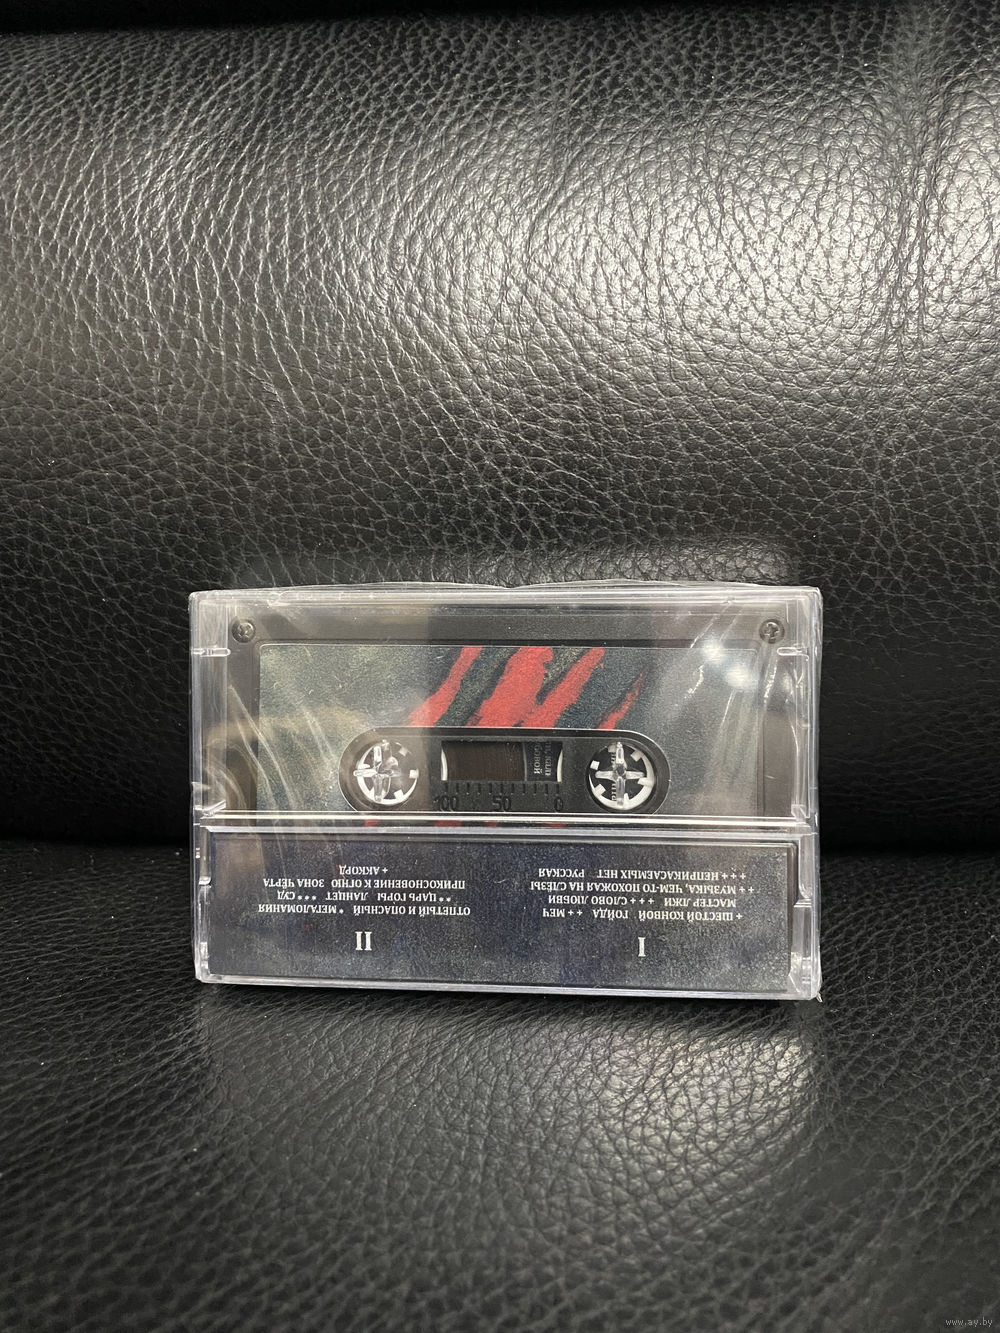 100 50 0
I
+ ШЕСТОЙ КОНВОЙ ГОЙДА + + МЕЧ
МАСТЕР ЛЖИ + + + СЛОВО ЛЮБВИ
+ + МУЗЫКА, ЧЕМ-ТО ПОХОЖАЯ НА СЛЁЗЫ
+ + + НЕПРИКАСАЕМЫХ НЕТ РУССКАЯ
II
ОТПЕТЫЙ И ОПАСНЫЙ * МЕГАЛОМАНИЯ
* * ЦАРЬ ГОРЫ ЛАНЦЕТ * * * СУД
ПРИКОСНОВЕНИЕ К ОГНЮ ЗОНА ЧЁРТА
+ АККОРД
www.ay.by